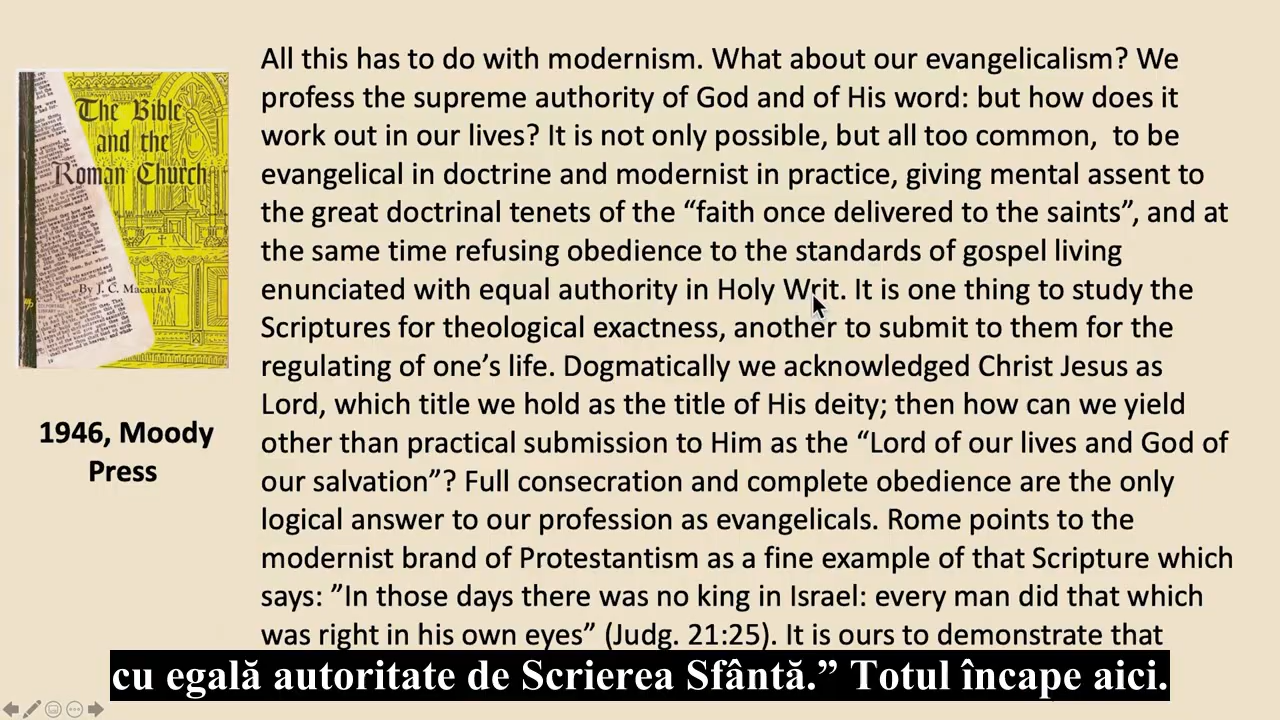 The Bible
and the
Roman Church
By J. C. Macaulay
1946, Moody
Press
All this has to do with modernism. What about our evangelicalism? We
profess the supreme authority of God and of His word: but how does it
work out in our lives? It is not only possible, but all too common,  to be
evangelical in doctrine and modernist in practice, giving mental assent to
the great doctrinal tenets of the “faith once delivered to the saints”, and at
the same time refusing obedience to the standards of gospel living
enunciated with equal authority in Holy Writ. It is one thing to study the
Scriptures for theological exactness, another to submit to them for the
regulating of one’s life. Dogmatically we acknowledged Christ Jesus as
Lord, which title we hold as the title of His deity; then how can we yield
other than practical submission to Him as the “Lord of our lives and God of
our salvation”? Full consecration and complete obedience are the only
logical answer to our profession as evangelicals. Rome points to the
modernist brand of Protestantism as a fine example of that Scripture which
says: ”In those days there was no king in Israel: every man did that which
was right in his own eyes” (Judg. 21:25). It is ours to demonstrate that
cu egală autoritate de Scrierea Sfântă.” Totul încape aici.